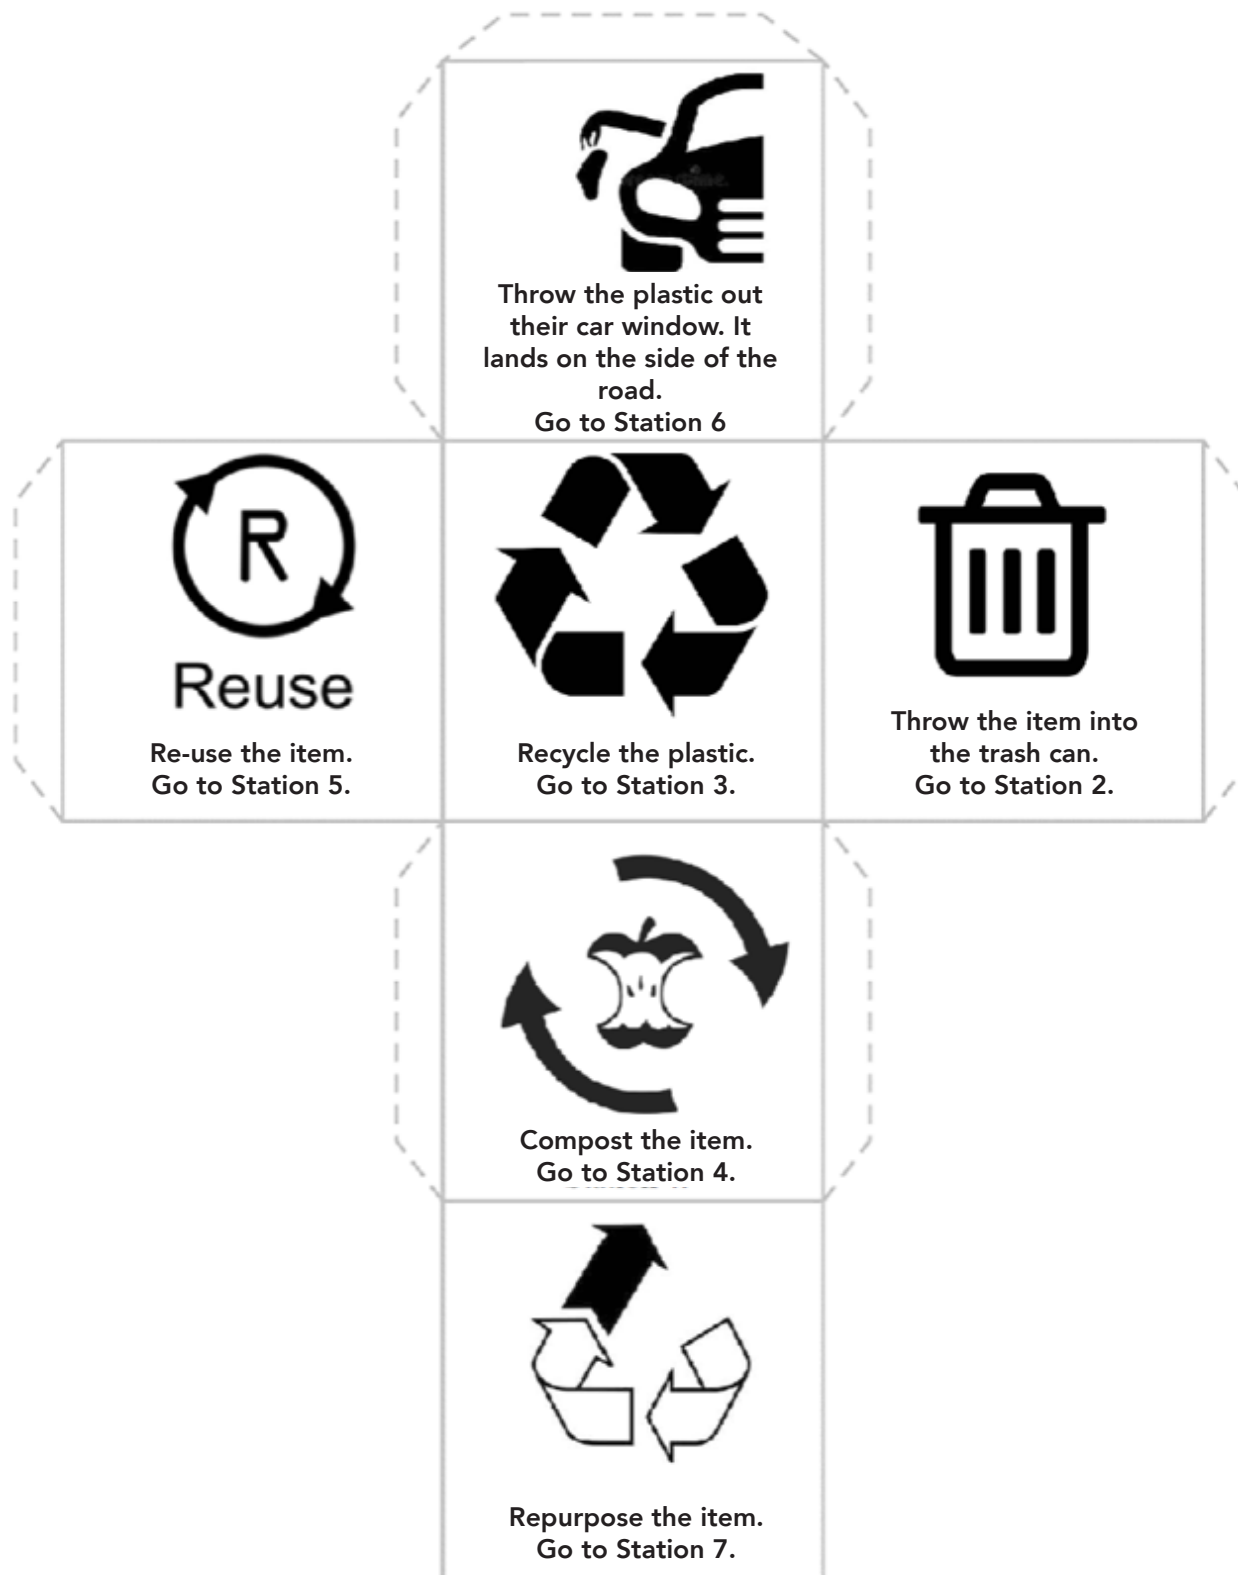 Throw the plastic out
their car window. It
lands on the side of the
road.
Go to Station 6
R
Reuse
Re-use the item.
Go to Station 5.
Recycle the plastic.
Go to Station 3.
Throw the item into
the trash can.
Go to Station 2.
Compost the item.
Go to Station 4.
Repurpose the item.
Go to Station 7.